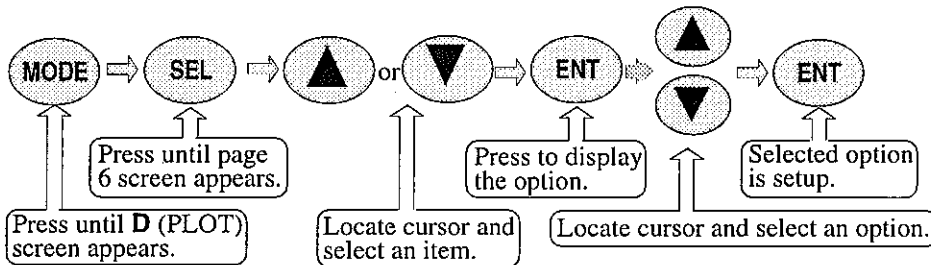 MODE
SEL
or
ENT
ENT
Press until page
6 screen appears.
Press to display
the option.
Selected option
is setup.
Press until D (PLOT)
screen appears.
Locate cursor and
select an item.
Locate cursor and select an option.